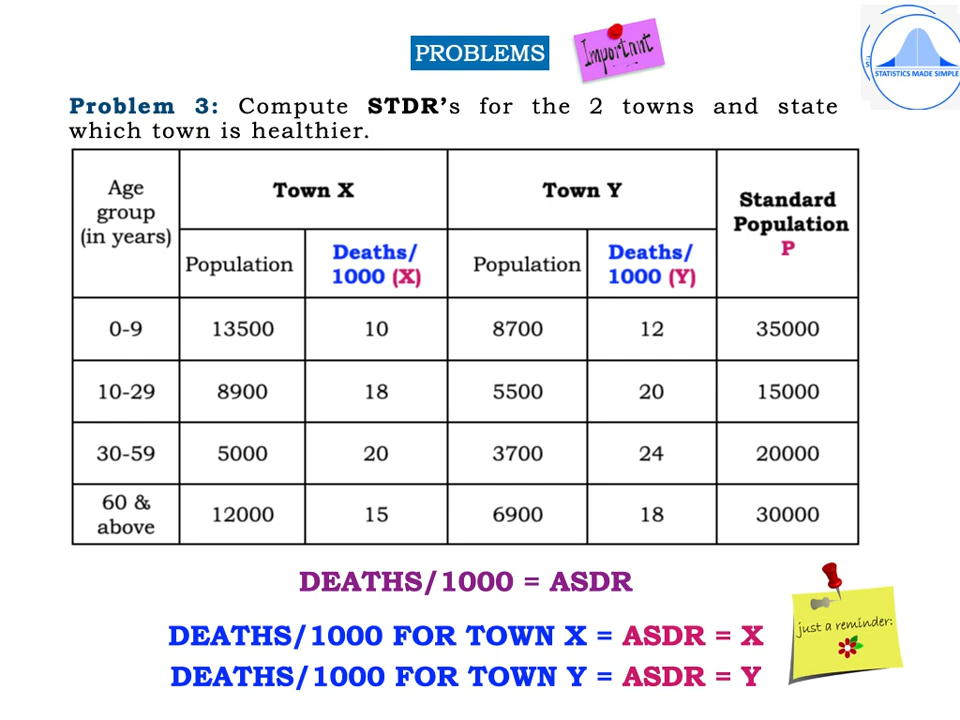 PROBLEMS
Important
STATISTICS MADE SIMPLE
Problem 3: Compute STDR's for the 2 towns and state
which town is healthier.
Age group (in years) Town X Town Y Standard Population P
Population Deaths/ 1000 (X) Population Deaths/ 1000 (Y)
0-9 13500 10 8700 12 35000
10-29 8900 18 5500 20 15000
30-59 5000 20 3700 24 20000
60 & above 12000 15 6900 18 30000
DEATHS/1000 = ASDR
DEATHS/1000 FOR TOWN X = ASDR = X
DEATHS/1000 FOR TOWN Y = ASDR = Y
just a reminder: